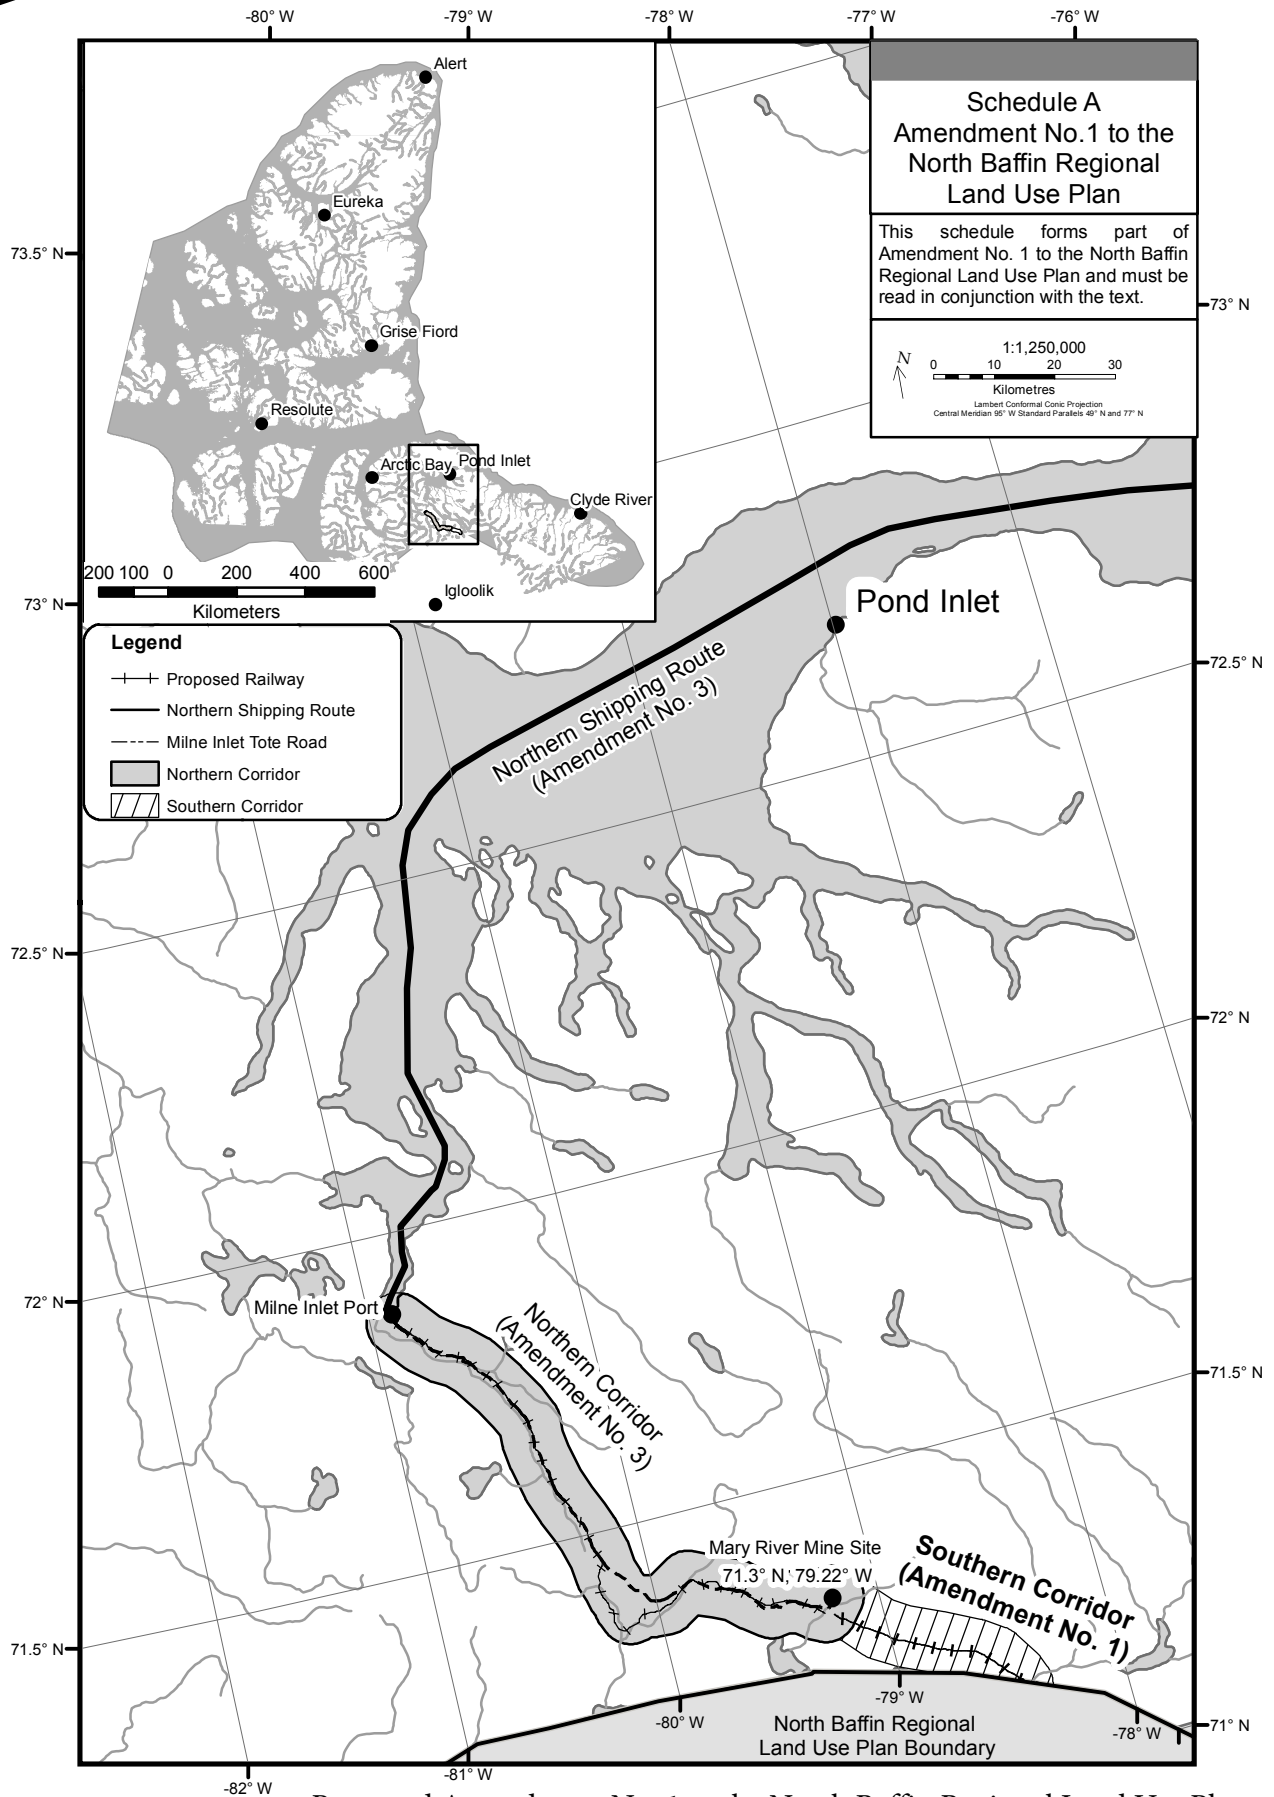 -80° W
-79° W
-78° W
-77° W
-76° W
Schedule A
Amendment No.1 to the
North Baffin Regional
Land Use Plan
This schedule forms part of
Amendment No. 1 to the North Baffin
Regional Land Use Plan and must be
read in conjunction with the text.
N
1:1,250,000
0 10 20 30
Kilometres
Lambert Conformal Conic Projection
Central Meridian 95° W Standard Parallels 49° N and 77° N
Alert
Eureka
Grise Fiord
Resolute
Arctic Bay
Pond Inlet
Clyde River
Igloolik
200 100 0 200 400 600
Kilometers
73.5° N
73° N
73° N
Legend
Proposed Railway
Northern Shipping Route
Milne Inlet Tote Road
Northern Corridor
Southern Corridor
Pond Inlet
Northern Shipping Route
(Amendment No. 3)
72.5° N
72.5° N
72° N
72° N
Milne Inlet Port
Northern Corridor
(Amendment No. 3)
71.5° N
Mary River Mine Site
71.3° N, 79.22° W
Southern Corridor
(Amendment No. 1)
71.5° N
-79° W
-80° W
-78° W
71° N
North Baffin Regional
Land Use Plan Boundary
-81° W
-82° W